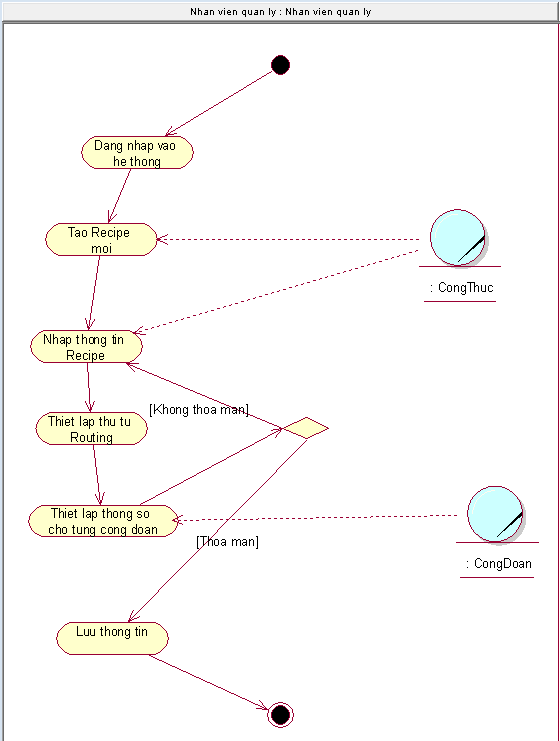 Nhan vien quan ly : Nhan vien quan ly
Dang nhap vao
he thong
Tao Recipe
moi
: CongThuc
Nhap thong tin
Recipe
[Khong thoa man]
Thiet lap thu tu
Routing
Thiet lap thong so
cho tung cong doan
[Thoa man]
: CongDoan
Luu thong tin